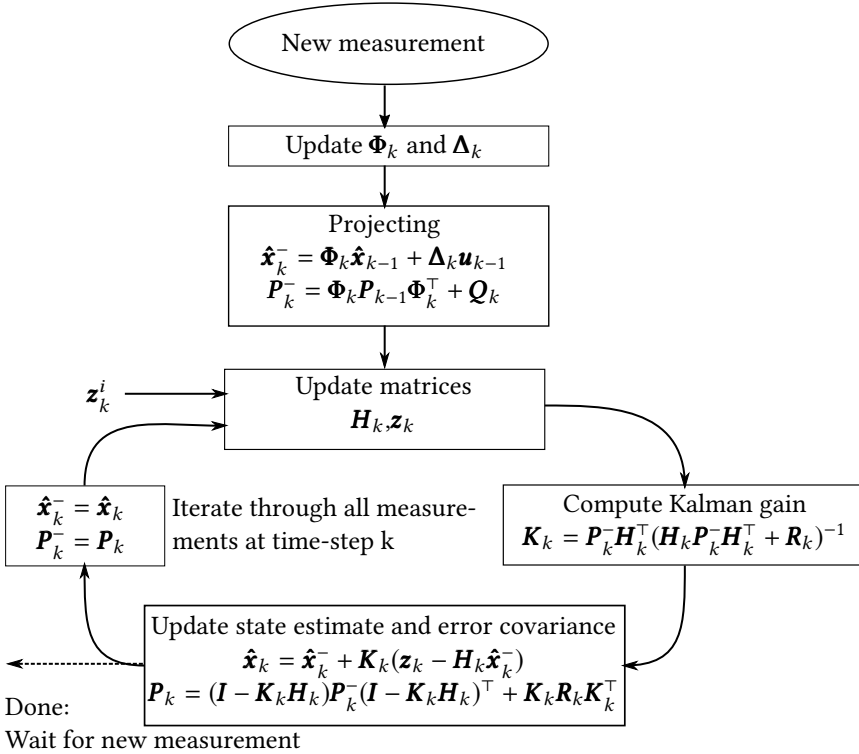 New measurement
Update Φ_k and Δ_k
Projecting
x̂_k^- = Φ_k x̂_{k−1} + Δ_k u_{k−1}
P_k^- = Φ_k P_{k−1} Φ_k^⊤ + Q_k
z_k^i
Update matrices
H_k,z_k
x̂_k^- = x̂_k
P_k^- = P_k
Iterate through all measure-
ments at time-step k
Compute Kalman gain
K_k = P_k^- H_k^⊤ (H_k P_k^- H_k^⊤ + R_k)^{−1}
Update state estimate and error covariance
x̂_k = x̂_k^- + K_k(z_k − H_k x̂_k^-)
P_k = (I − K_k H_k)P_k^-(I − K_k H_k)^⊤ + K_k R_k K_k^⊤
Done:
Wait for new measurement